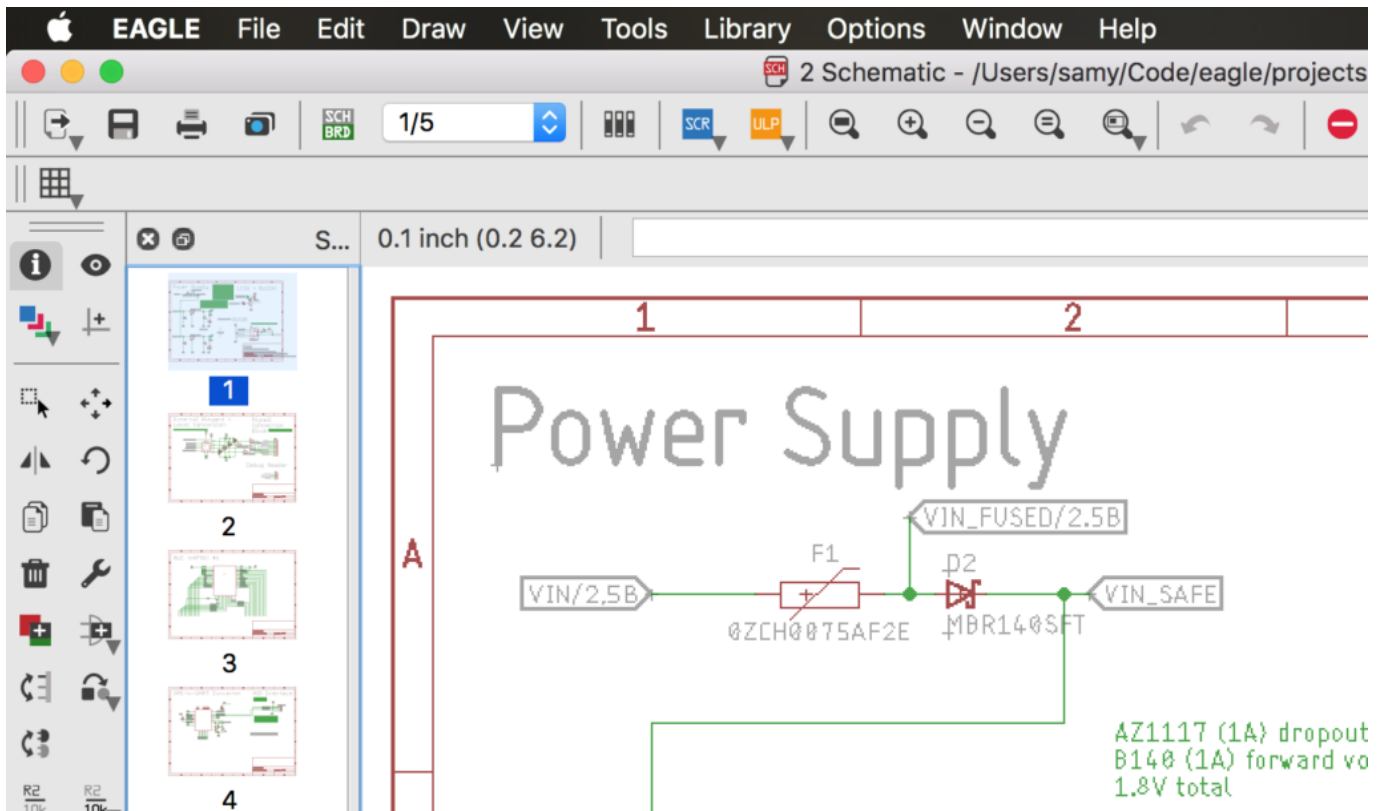 EAGLE File Edit Draw View Tools Library Options Window Help
SCH 2 Schematic - /Users/samy/Code/eagle/projects
SCH
BRD
1/5
SCR
ULP
S...
0.1 inch (0.2 6.2)
1
2
Power Supply
1
VIN_FUSED/2.5B
2
A
F1
D2
VIN/2,5B
VIN_SAFE
0ZCH0075AF2E
MBR140SFT
3
AZ1117 (1A) dropout
B140 (1A) forward vo
1.8V total
R2
R2
10k
4